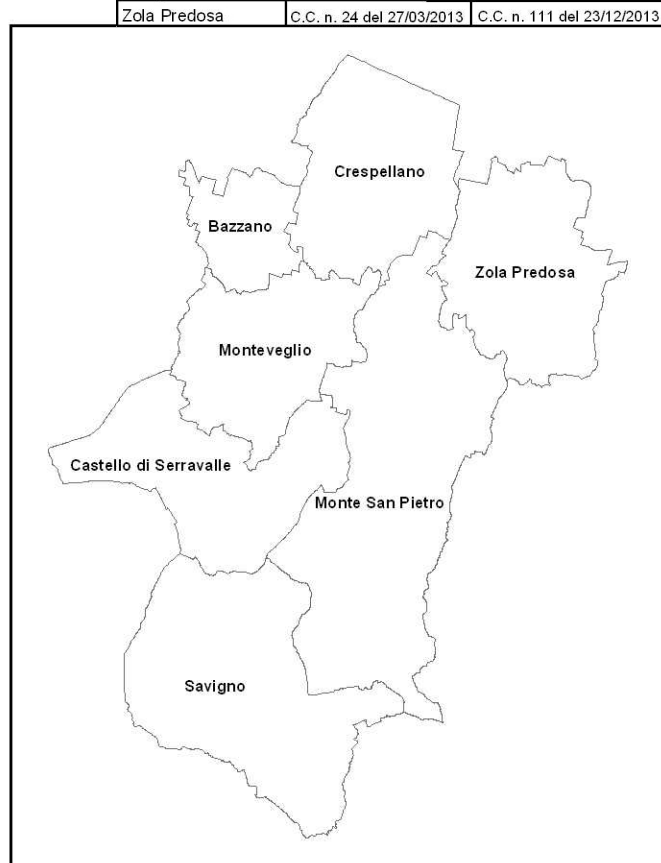 Zola Predosa C.C. n. 24 del 27/03/2013 C.C. n. 111 del 23/12/2013
Crespellano
Bazzano
Zola Predosa
Monteveglio
Castello di Serravalle
Monte San Pietro
Savigno